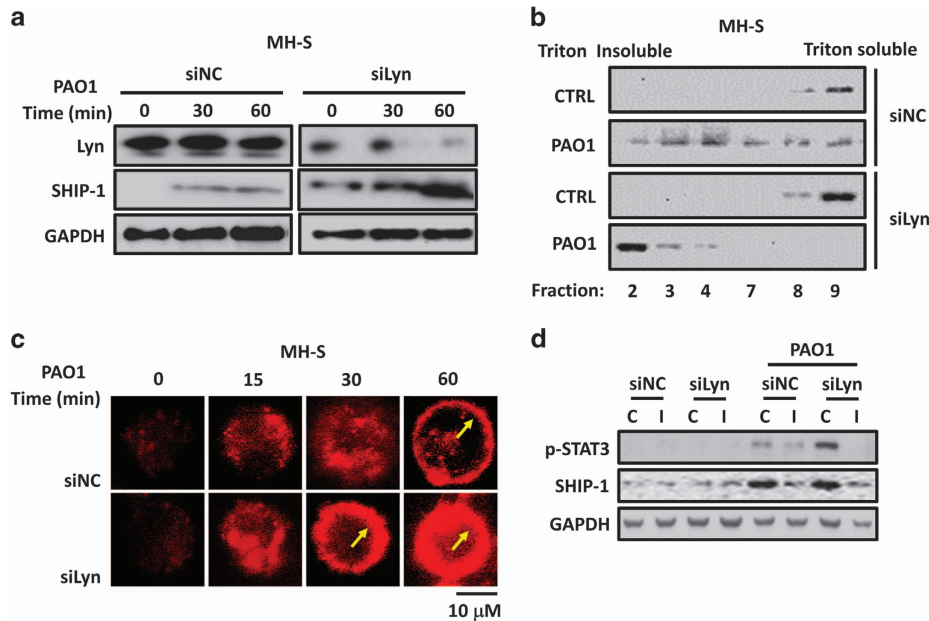 a
MH-S
PAO1 siNC siLyn
Time (min) 0 30 60 0 30 60
Lyn
SHIP-1
GAPDH
b
MH-S
Triton Insoluble Triton soluble
CTRL
PAO1
siNC
CTRL
PAO1
siLyn
Fraction: 2 3 4 7 8 9
c
MH-S
PAO1
Time (min) 0 15 30 60
siNC
siLyn
10 µM
d
PAO1
siNC siLyn siNC siLyn
C I C I C I C I
p-STAT3
SHIP-1
GAPDH